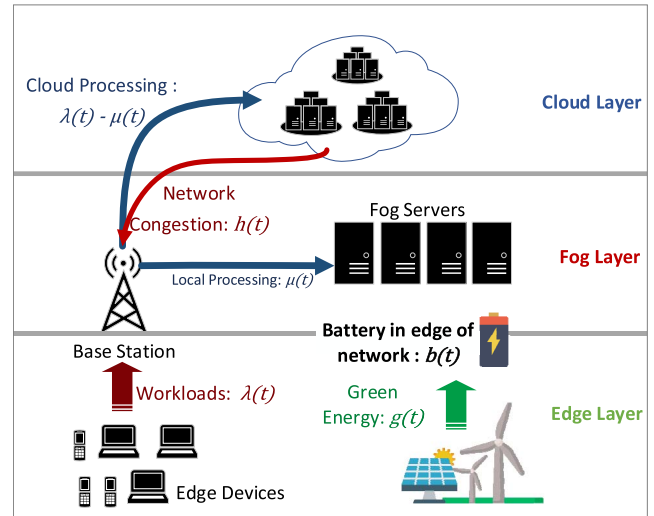 Cloud Processing :
λ(t) - μ(t)
Cloud Layer
Network
Congestion: h(t)
Fog Servers
Fog Layer
Local Processing: μ(t)
Base Station
Battery in edge of
network : b(t)
Workloads: λ(t)
Green
Energy: g(t)
Edge Layer
Edge Devices